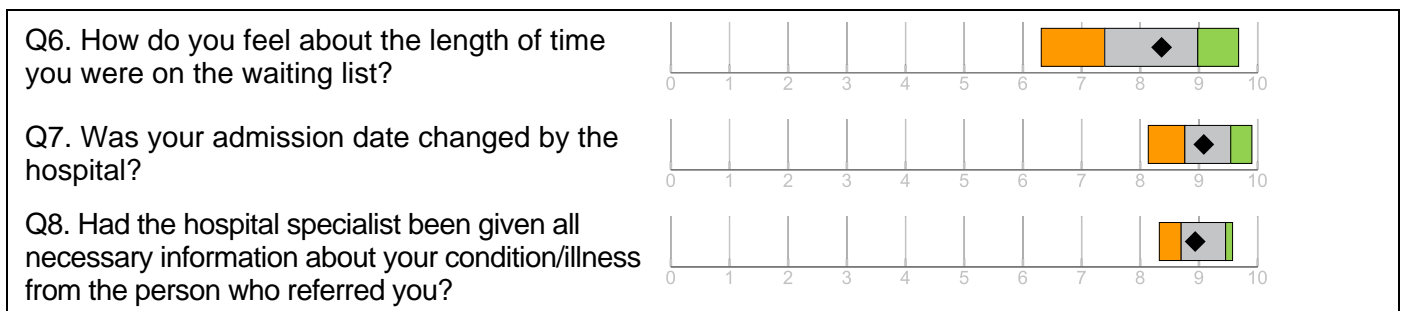 Q6. How do you feel about the length of time
you were on the waiting list?
0 1 2 3 4 5 6 7 8 9 10
Q7. Was your admission date changed by the
hospital?
0 1 2 3 4 5 6 7 8 9 10
Q8. Had the hospital specialist been given all
necessary information about your condition/illness
from the person who referred you?
0 1 2 3 4 5 6 7 8 9 10